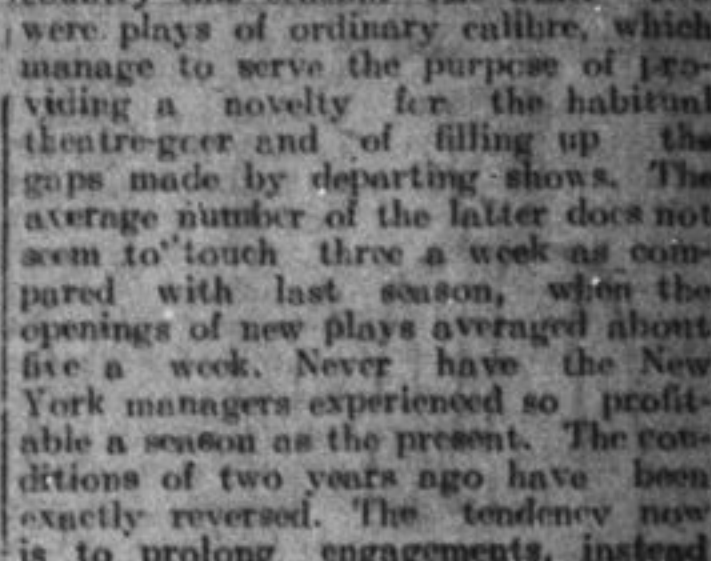 were plays of ordinary calibre, which
manage to serve the purpose of pro-
viding a novelty for the habitual
theatre-goer and of filling up the
gaps made by departing shows. The
average number of the latter does not
seem to touch three a week as com-
pared with last season, when the
openings of new plays averaged about
five a week. Never have the New
York managers experienced so profit-
able a season as the present. The con-
ditions of two years ago have been
exactly reversed. The tendency now
is to prolong engagements, instead